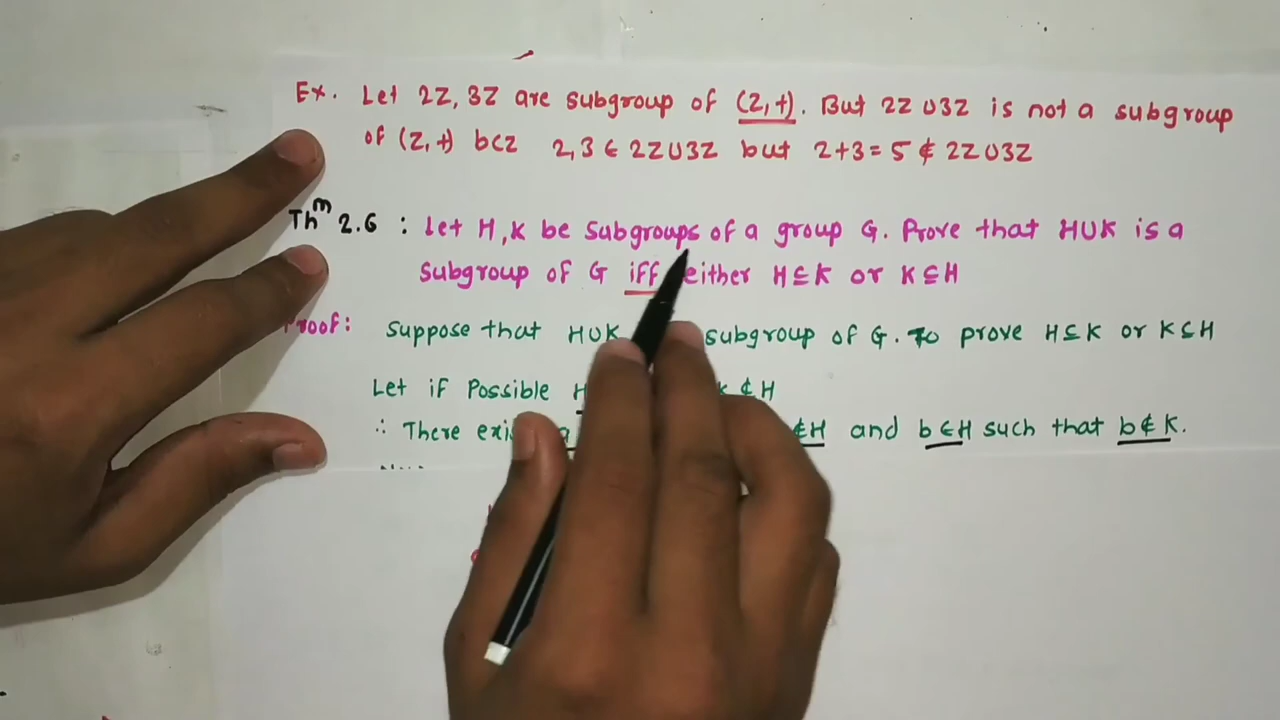 Ex. Let 2Z, 3Z are subgroup of (Z,+). But 2Z∪3Z is not a subgroup
of (Z,+) bcz 2,3 ∈ 2Z∪3Z but 2+3=5 ∉ 2Z∪3Z
Thm 2.6 : Let H,K be subgroups of a group G. Prove that H∪K is a
subgroup of G iff either H⊆K or K⊆H
Proof: Suppose that H∪K subgroup of G. To prove H⊆K or K⊆H
Let if Possible H K ⊄ H
∴ There ∉H and b∈H such that b∉K.